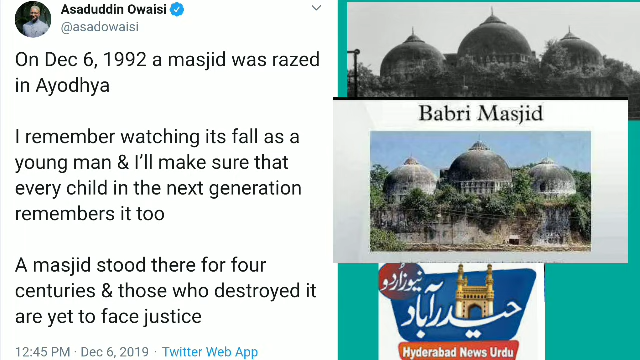 Asaduddin Owaisi
@asadowaisi
On Dec 6, 1992 a masjid was razed
in Ayodhya
I remember watching its fall as a
young man & I’ll make sure that
every child in the next generation
remembers it too
A masjid stood there for four
centuries & those who destroyed it
are yet to face justice
12:45 PM · Dec 6, 2019 · Twitter Web App
Babri Masjid
نیوز اُردو
حیدرآباد
Hyderabad News Urdu